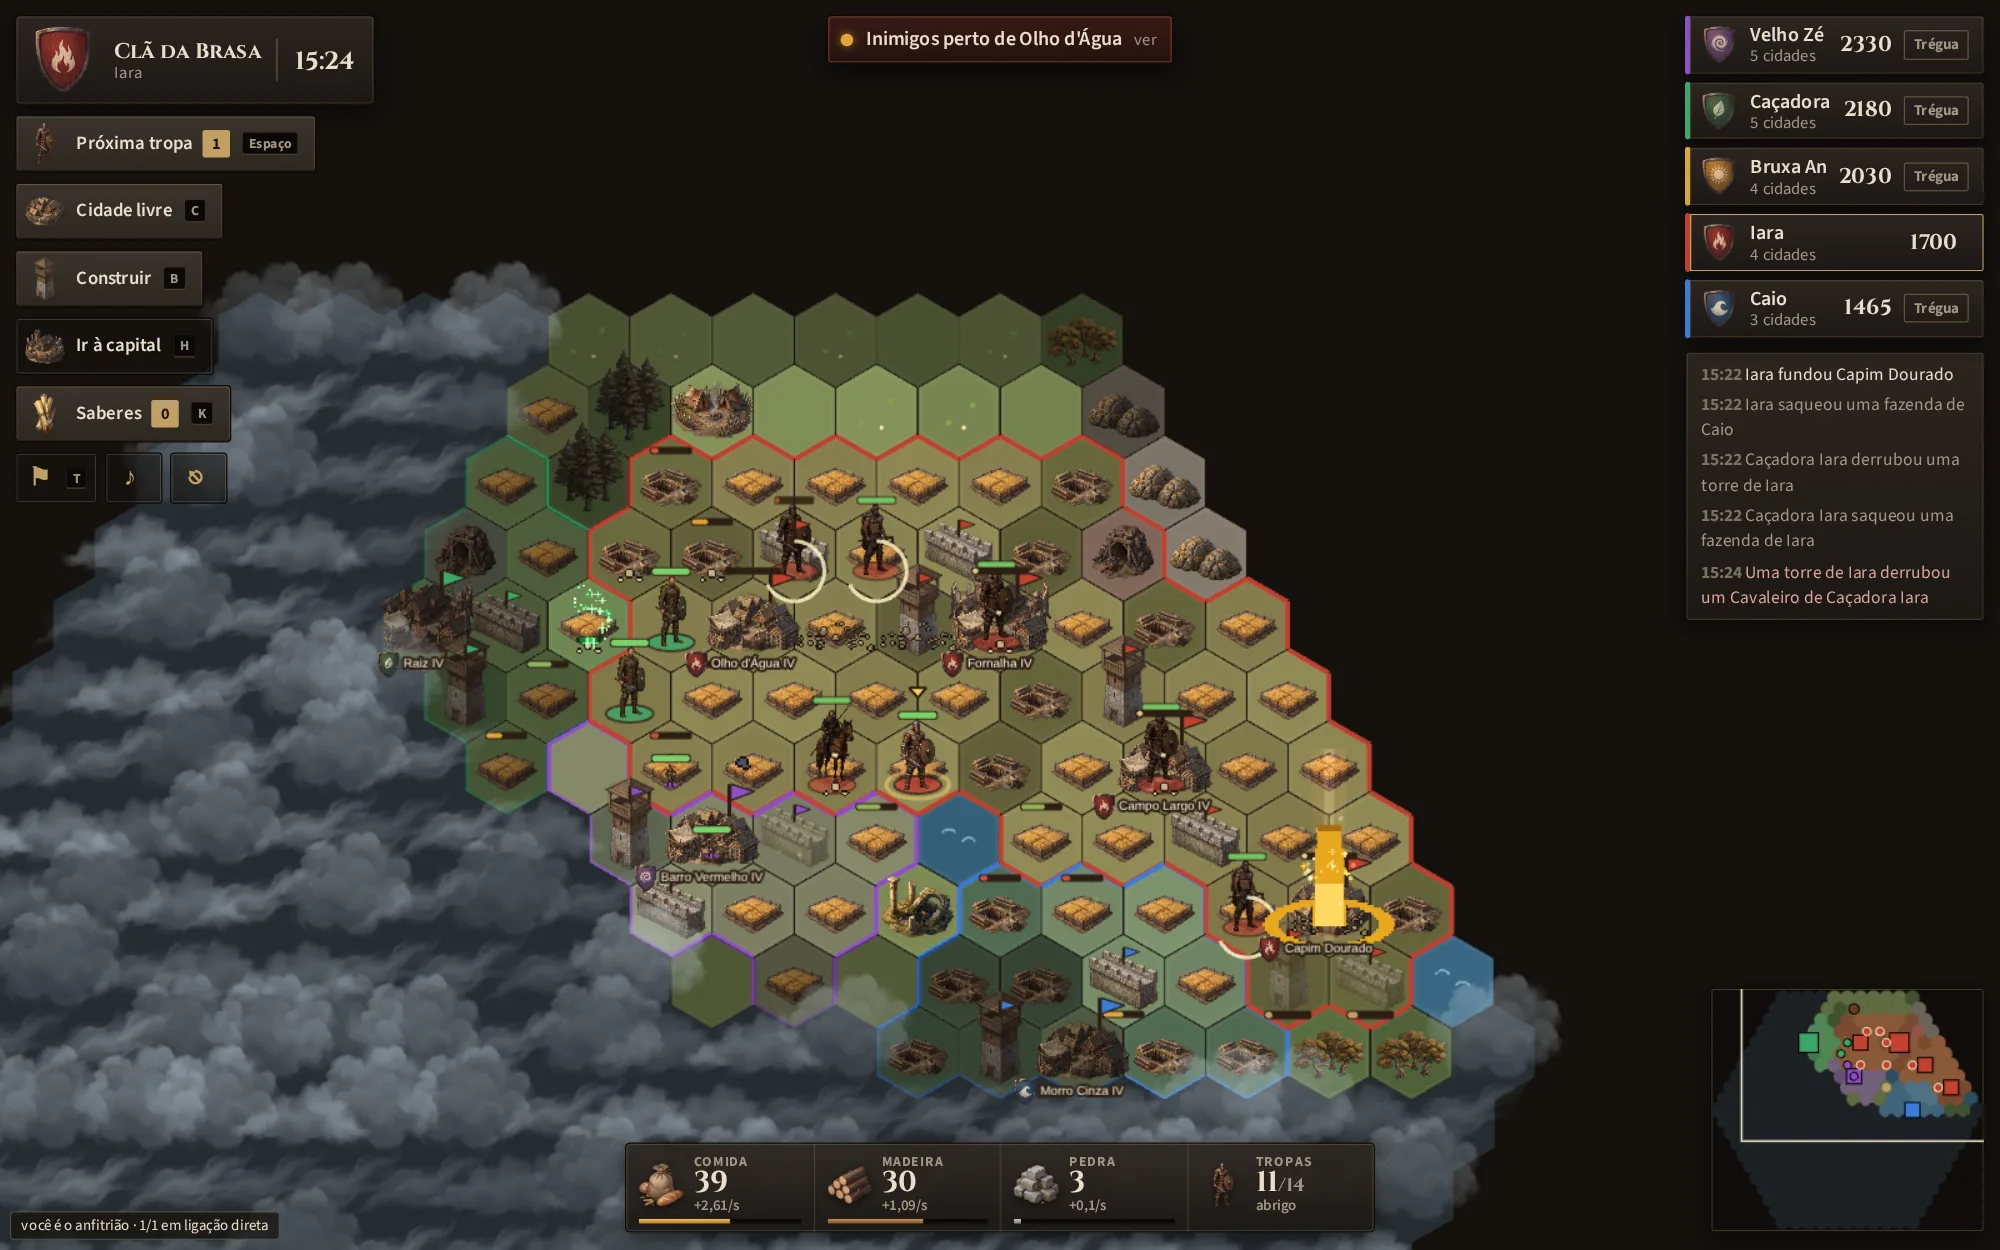 CLÃ DA BRASA
Iara
15:24
Inimigos perto de Olho d'Água ver
Próxima tropa 1 Espaço
Cidade livre C
Construir B
Ir à capital H
Saberes 0 K
T
Velho Zé
5 cidades
2330
Trégua
Caçadora
5 cidades
2180
Trégua
Bruxa An
4 cidades
2030
Trégua
Iara
4 cidades
1700
Caio
3 cidades
1465
Trégua
15:22 Iara fundou Capim Dourado
15:22 Iara saqueou uma fazenda de
Caio
15:22 Caçadora Iara derrubou uma
torre de Iara
15:22 Caçadora Iara saqueou uma
fazenda de Iara
15:24 Uma torre de Iara derrubou
um Cavaleiro de Caçadora Iara
Raiz IV
Olho d'Água IV
Fornalha IV
Campo Largo IV
Barro Vermelho IV
Capim Dourado
Morro Cinza IV
COMIDA
39
+2,61/s
MADEIRA
30
+1,09/s
PEDRA
3
+0,1/s
TROPAS
11/14
abrigo
você é o anfitrião · 1/1 em ligação direta